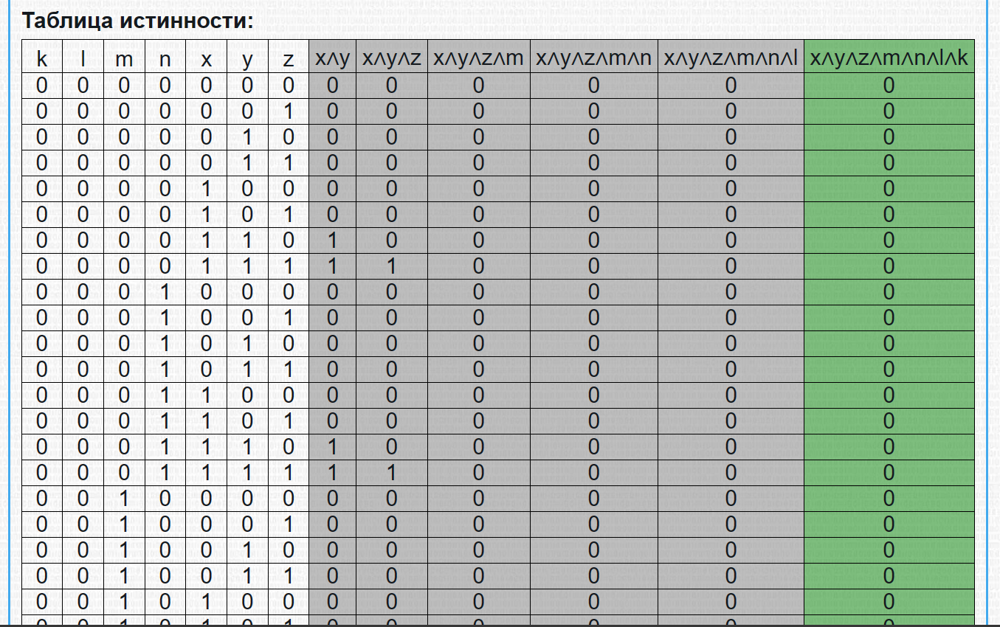 Таблица истинности:
k l m n x y z x∧y x∧y∧z x∧y∧z∧m x∧y∧z∧m∧n x∧y∧z∧m∧n∧l x∧y∧z∧m∧n∧l∧k
0 0 0 0 0 0 0 0 0 0 0 0 0
0 0 0 0 0 0 1 0 0 0 0 0 0
0 0 0 0 0 1 0 0 0 0 0 0 0
0 0 0 0 0 1 1 0 0 0 0 0 0
0 0 0 0 1 0 0 0 0 0 0 0 0
0 0 0 0 1 0 1 0 0 0 0 0 0
0 0 0 0 1 1 0 1 0 0 0 0 0
0 0 0 0 1 1 1 1 1 0 0 0 0
0 0 0 1 0 0 0 0 0 0 0 0 0
0 0 0 1 0 0 1 0 0 0 0 0 0
0 0 0 1 0 1 0 0 0 0 0 0 0
0 0 0 1 0 1 1 0 0 0 0 0 0
0 0 0 1 1 0 0 0 0 0 0 0 0
0 0 0 1 1 0 1 0 0 0 0 0 0
0 0 0 1 1 1 0 1 0 0 0 0 0
0 0 0 1 1 1 1 1 1 0 0 0 0
0 0 1 0 0 0 0 0 0 0 0 0 0
0 0 1 0 0 0 1 0 0 0 0 0 0
0 0 1 0 0 1 0 0 0 0 0 0 0
0 0 1 0 0 1 1 0 0 0 0 0 0
0 0 1 0 1 0 0 0 0 0 0 0 0